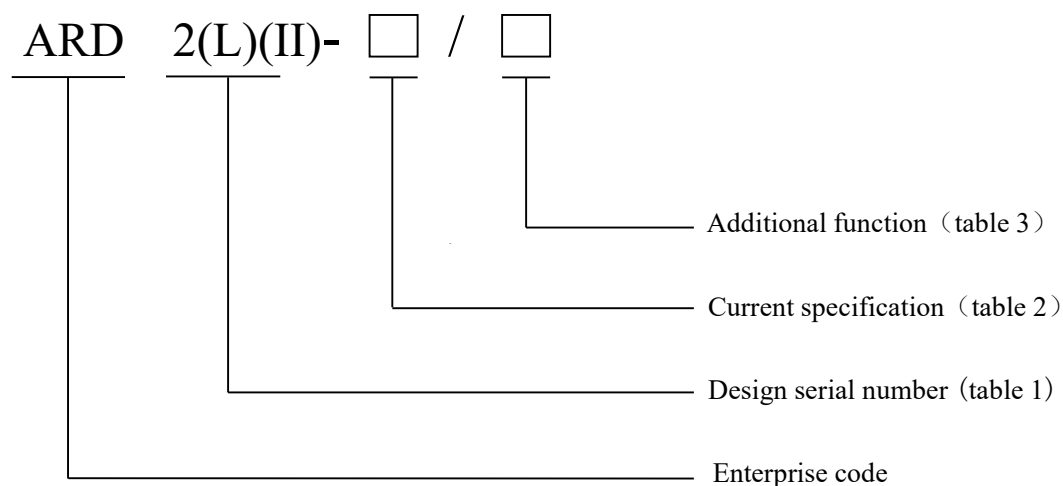 ARD 2(L)(II)- □ / □
Additional function（table 3）
Current specification（table 2）
Design serial number (table 1)
Enterprise code